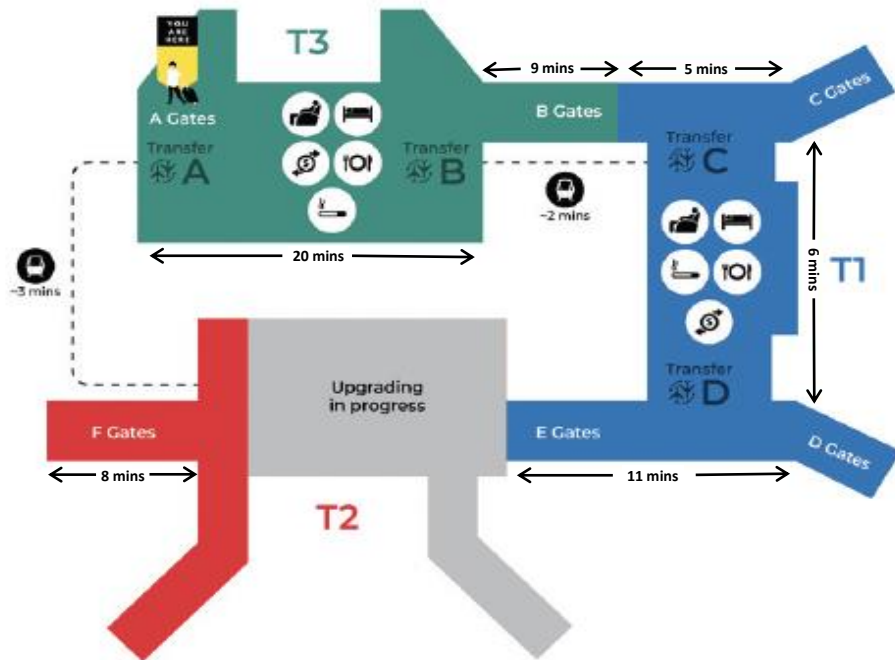 YOU
ARE
HERE
T3
9 mins
5 mins
C Gates
A Gates
B Gates
Transfer
A
Transfer
B
Transfer
C
~2 mins
20 mins
~3 mins
6 mins
T1
Transfer
D
Upgrading
in progress
F Gates
E Gates
D Gates
8 mins
11 mins
T2